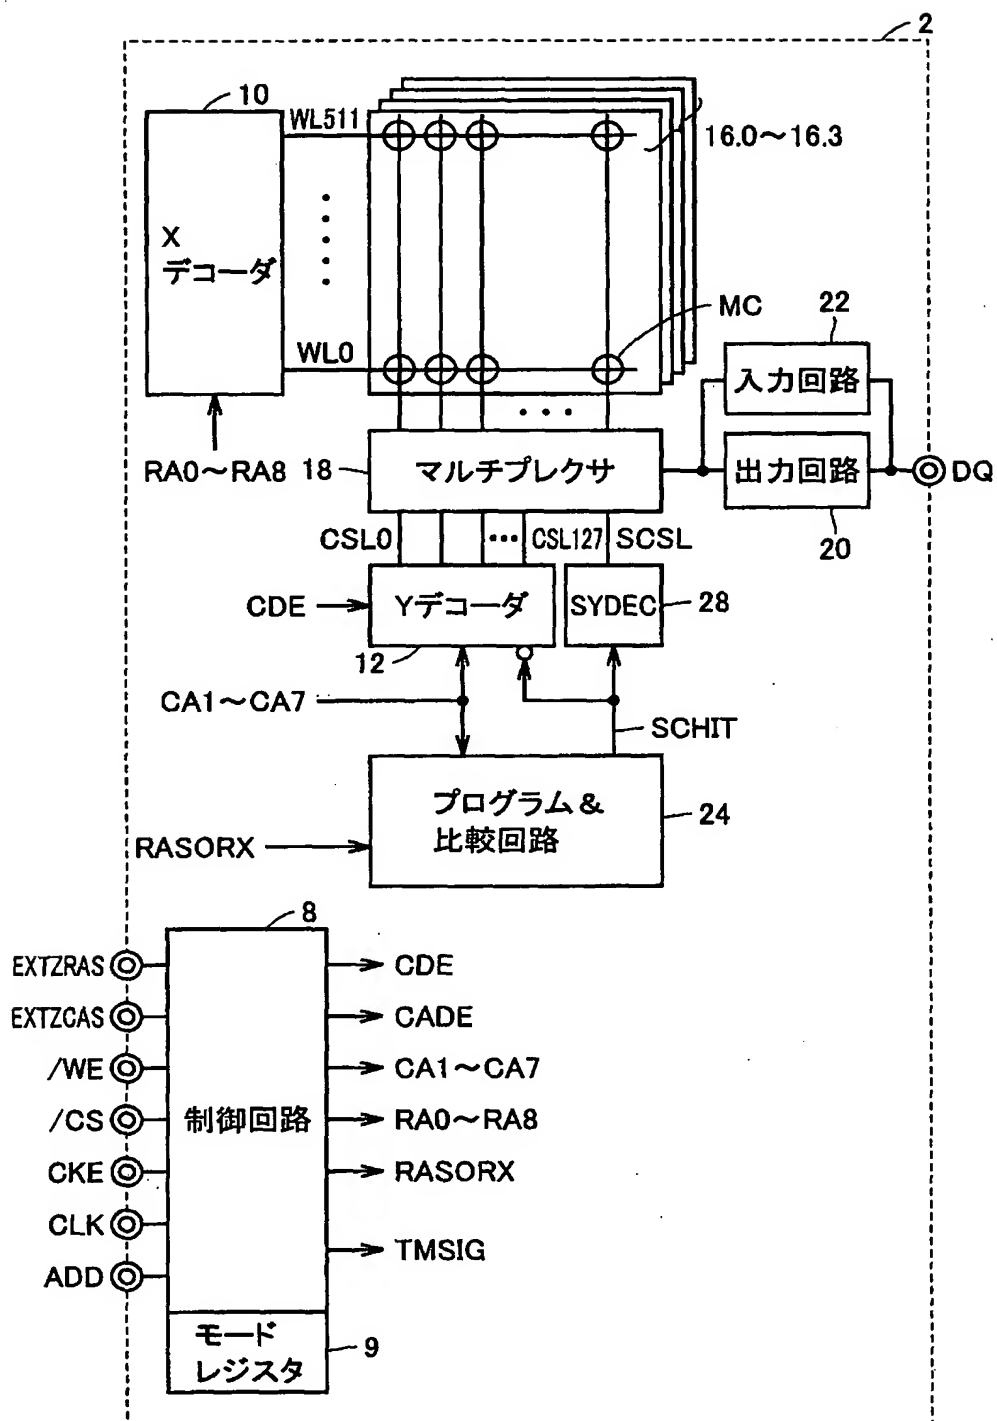 2
10
WL511
16.0～16.3
X
デコーダ
MC
22
WL0
入力回路
RA0～RA8
18
マルチプレクサ
出力回路
DQ
CSL0
CSL127
SCSL
20
CDE
Yデコーダ
SYDEC
28
12
CA1～CA7
SCHIT
プログラム＆
比較回路
24
RASORX
8
EXTZRAS
CDE
EXTZCAS
CADE
/WE
CA1～CA7
/CS
制御回路
RA0～RA8
CKE
RASORX
CLK
TMSIG
ADD
モード
レジスタ
9